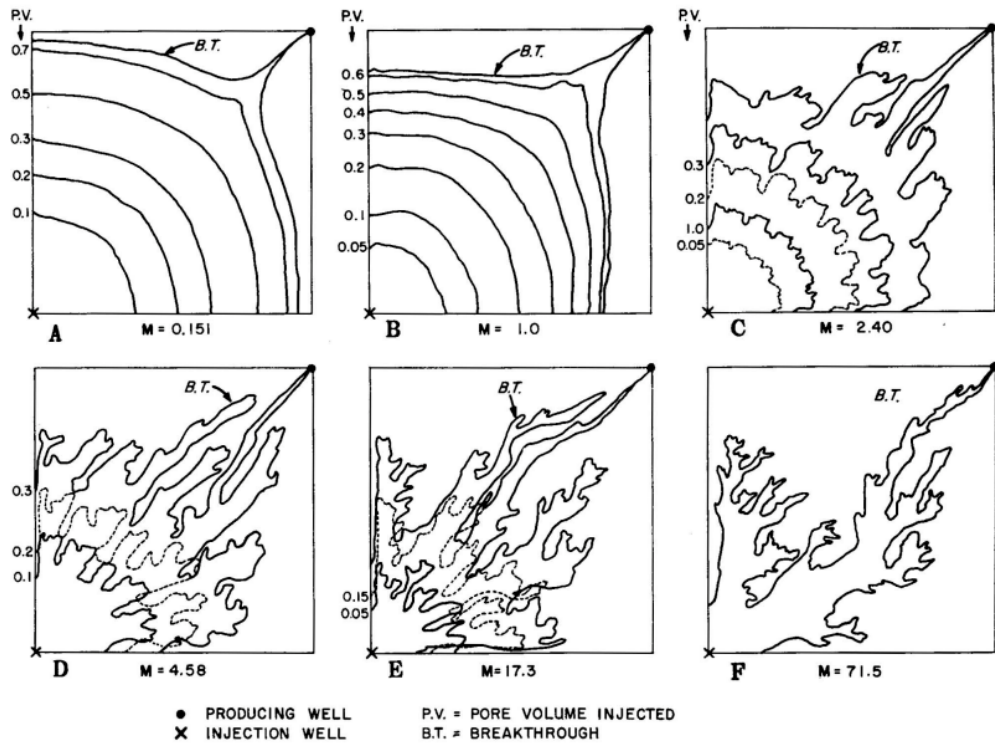 P.V.
0.7
0.5
0.3
0.2
0.1
B.T.
A
M = 0.151
P.V.
0.6
0.5
0.4
0.3
0.2
0.1
0.05
B.T.
B
M = 1.0
P.V.
0.3
0.2
1.0
0.05
B.T.
C
M = 2.40
0.3
0.2
0.1
B.T.
D
M = 4.58
0.15
0.05
B.T.
E
M = 17.3
B.T.
F
M = 71.5
PRODUCING WELL
INJECTION WELL
P.V. = PORE VOLUME INJECTED
B.T. = BREAKTHROUGH